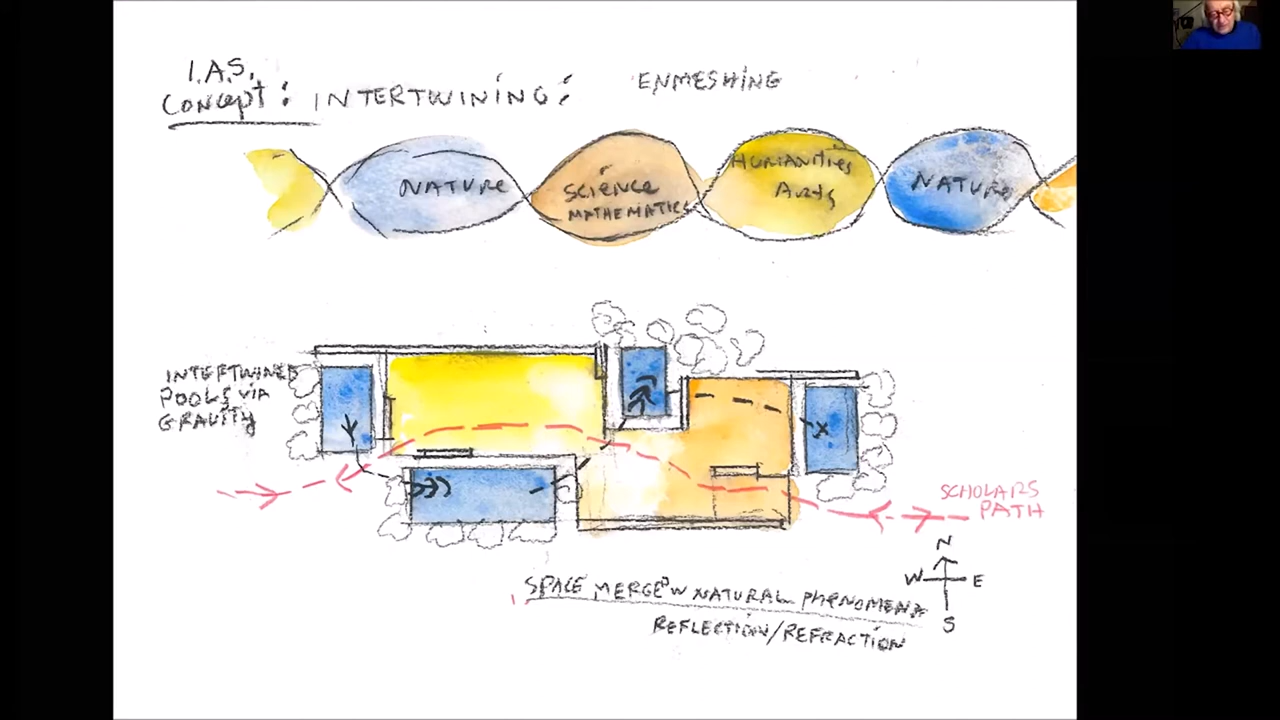 I.A.S.
Concept: INTERTWINING: ENMESHING
NATURE
SCIENCE
MATHEMATICS
HUMANITIES
ARTS
NATURE
INTERTWINED
POOLS VIA
GRAVITY
SCHOLARS
PATH
N
W E
S
SPACE MERGE W NATURAL PHENOMENA
REFLECTION/REFRACTION